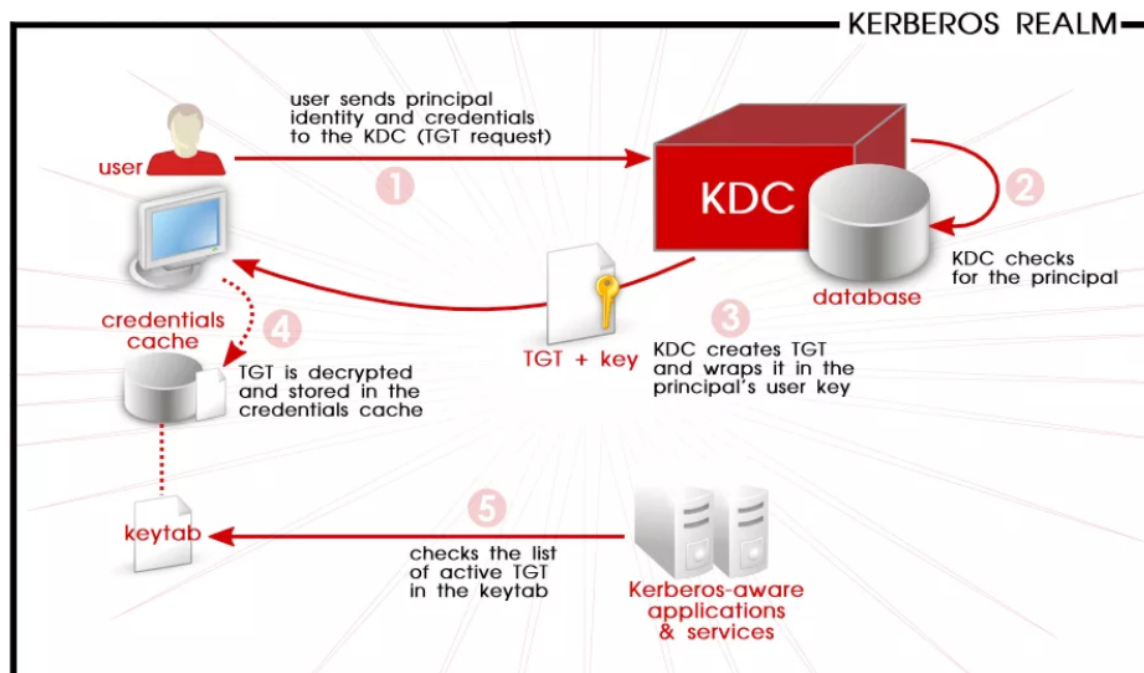 KERBEROS REALM
user sends principal
identity and credentials
to the KDC (TGT request)
user
1
KDC
2
KDC checks
for the principal
database
credentials
cache
4
TGT + key
3
KDC creates TGT
and wraps it in the
principal's user key
TGT is decrypted
and stored in the
credentials cache
keytab
5
checks the list
of active TGT
in the keytab
Kerberos-aware
applications
& services